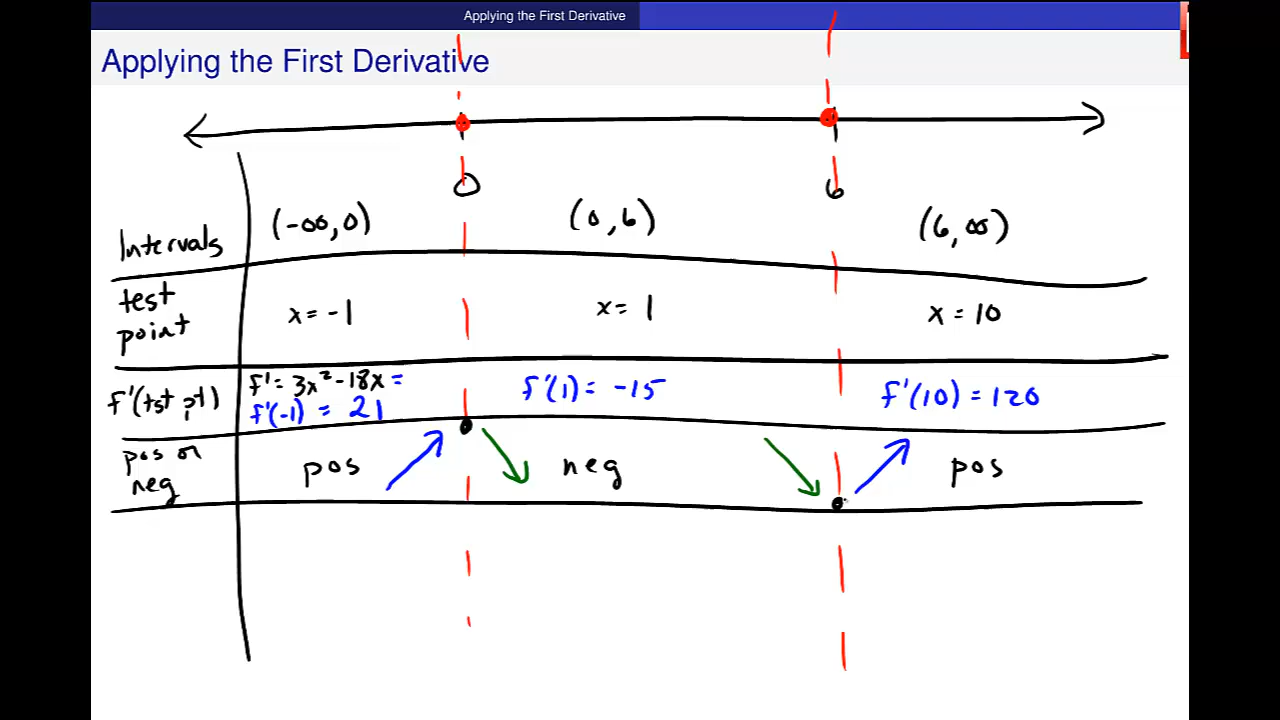 Applying the First Derivative
Applying the First Derivative
0 6
Intervals (-∞,0) (0,6) (6,∞)
test point x = -1 x = 1 x = 10
f'(tst pt) f' = 3x² - 18x =
f'(-1) = 21 f'(1) = -15 f'(10) = 120
pos or neg pos neg pos